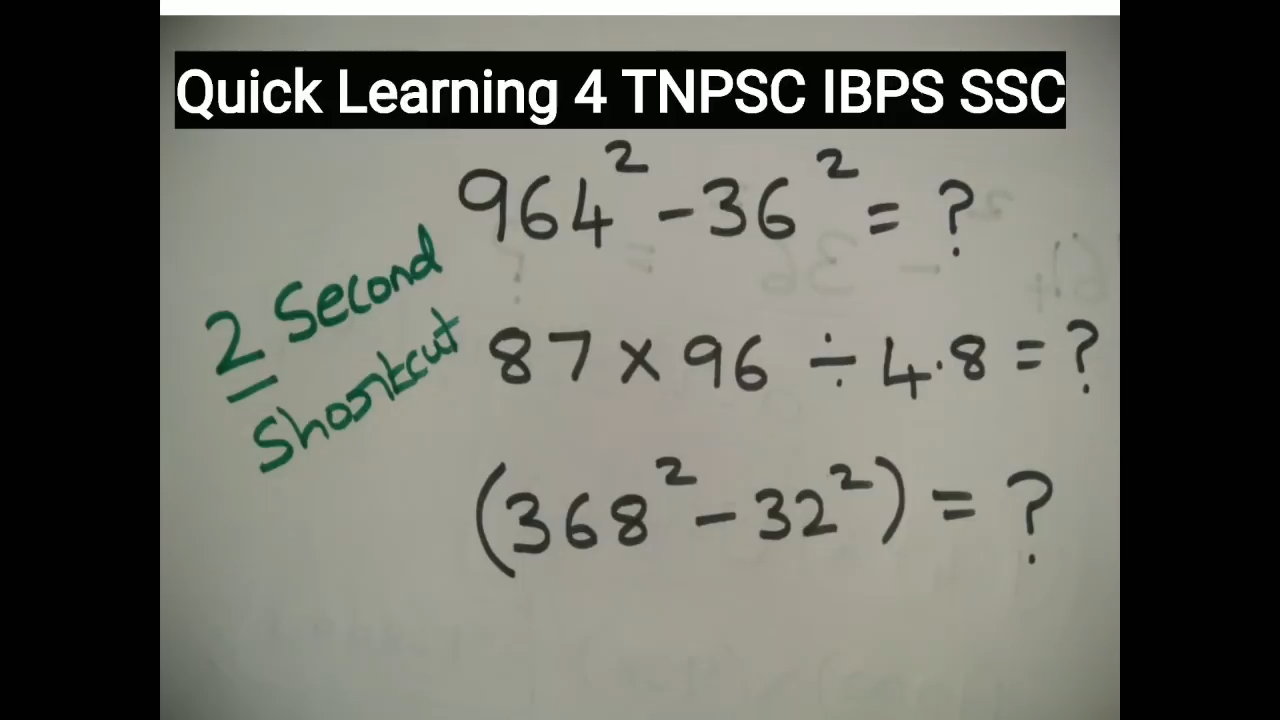 Quick Learning 4 TNPSC IBPS SSC
964² - 36² = ?
2 Second
Shortcut
87 × 96 ÷ 4.8 = ?
(368² - 32²) = ?